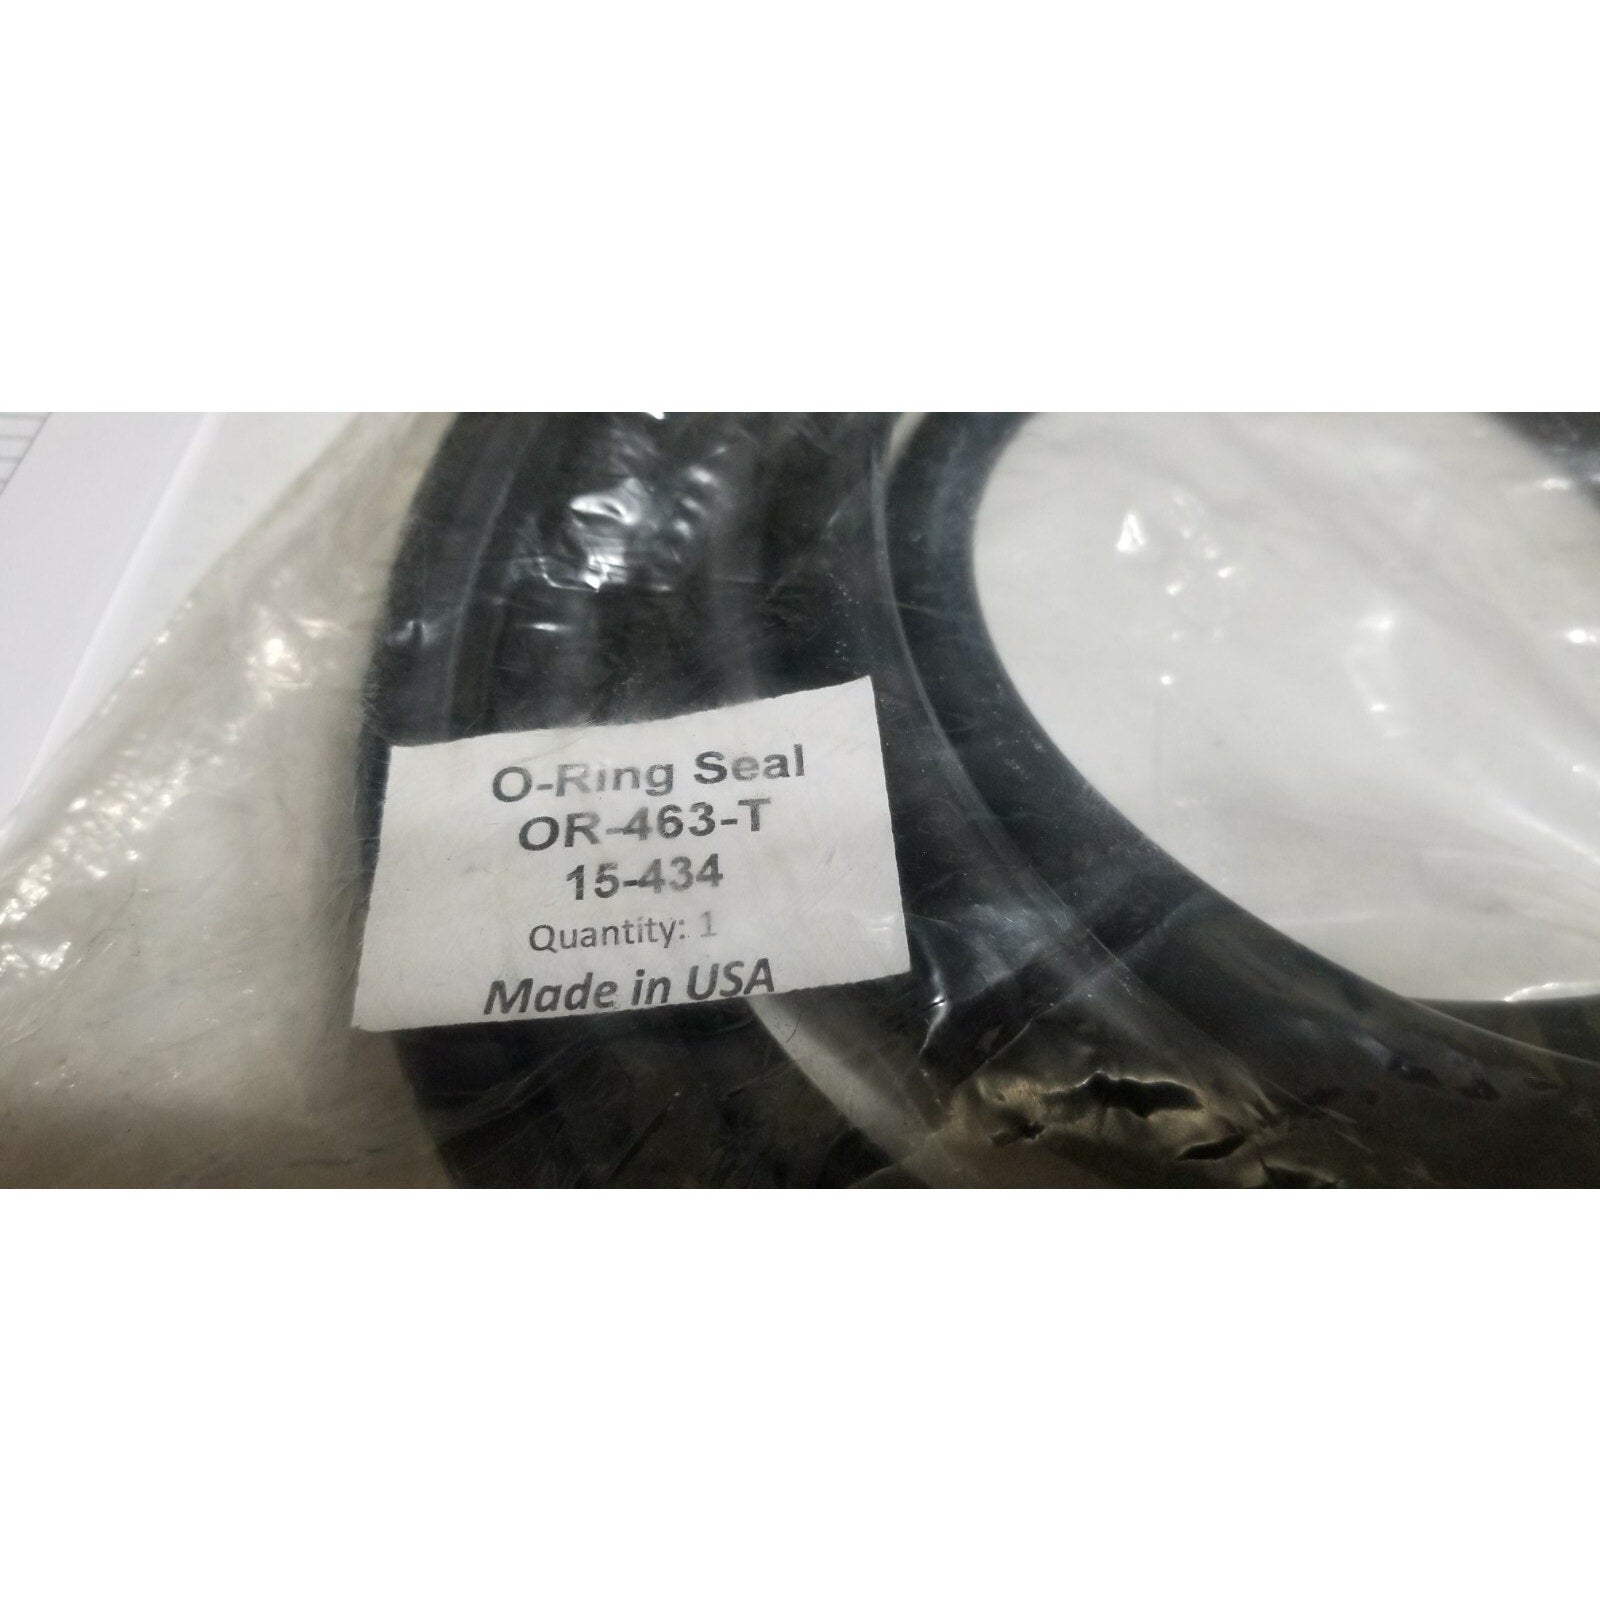 O-Ring Seal
OR-463-T
15-434
Quantity: 1
Made in USA